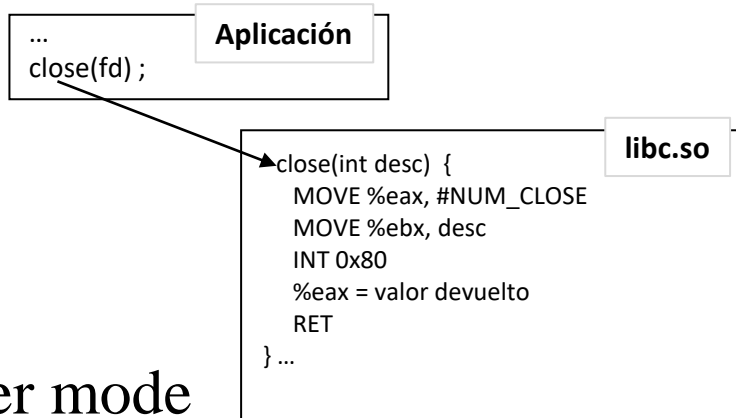 ...
close(fd) ;
Aplicación
libc.so
close(int desc) {
MOVE %eax, #NUM_CLOSE
MOVE %ebx, desc
INT 0x80
%eax = valor devuelto
RET
} ...
er mode